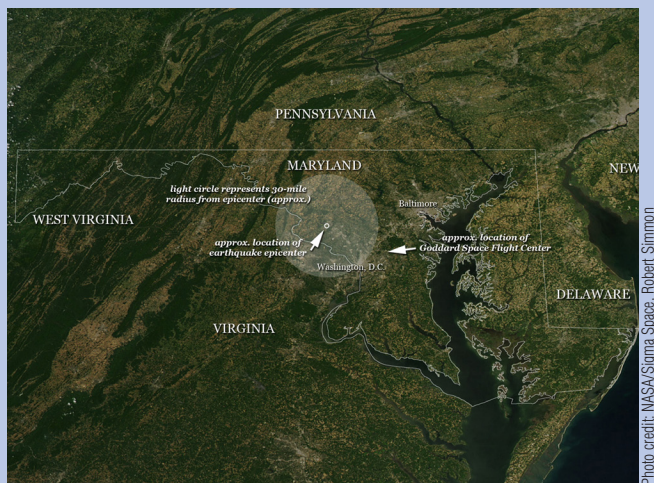 PENNSYLVANIA
MARYLAND
NEW
light circle represents 30-mile
radius from epicenter (approx.)
WEST VIRGINIA
Baltimore
approx. location of
earthquake epicenter
approx. location of
Goddard Space Flight Center
Washington, D.C.
DELAWARE
VIRGINIA
Photo credit: NASA/Sigma Space, Robert Simmon